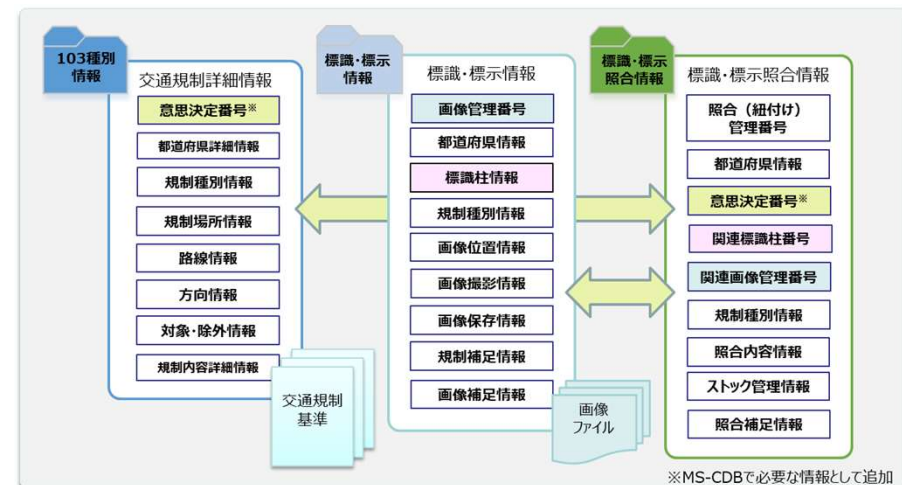 103種別
情報
交通規制詳細情報
意思決定番号※
都道府県詳細情報
規制種別情報
規制場所情報
路線情報
方向情報
対象・除外情報
規制内容詳細情報
交通規制
基準
標識・標示
情報
標識・標示情報
画像管理番号
都道府県情報
標識柱情報
規制種別情報
画像位置情報
画像撮影情報
画像保存情報
規制補足情報
画像補足情報
画像
ファイル
標識・標示
照合情報
標識・標示照合情報
照合（紐付け）
管理番号
都道府県情報
意思決定番号※
関連標識柱番号
関連画像管理番号
規制種別情報
照合内容情報
ストック管理情報
照合補足情報
※MS-CDBで必要な情報として追加